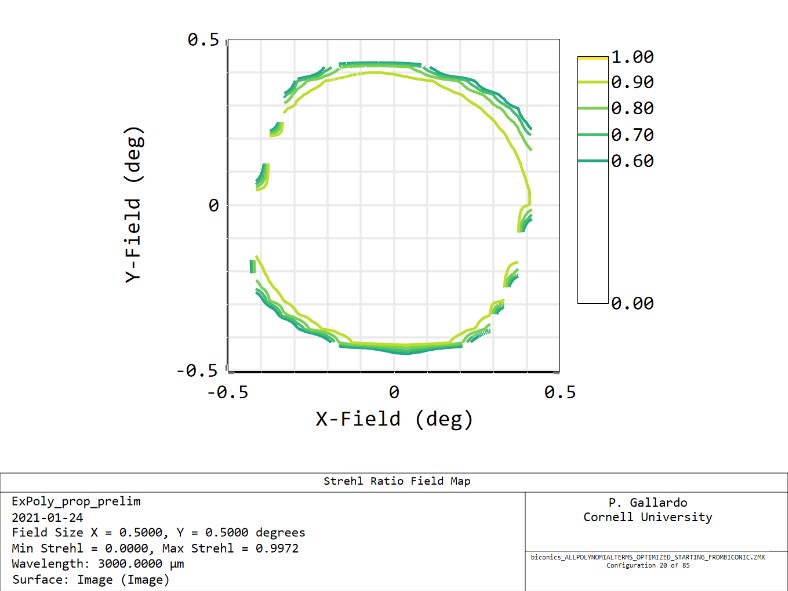 0.5
0
-0.5
Y-Field (deg)
-0.5
0
0.5
X-Field (deg)
1.00
0.90
0.80
0.70
0.60
0.00
Strehl Ratio Field Map
ExPoly_prop_prelim
2021-01-24
Field Size X = 0.5000, Y = 0.5000 degrees
Min Strehl = 0.0000, Max Strehl = 0.9972
Wavelength: 3000.0000 μm
Surface: Image (Image)
P. Gallardo
Cornell University
biconics_ALLPOLYNOMIALTERMS_OPTIMIZED_STARTING_FROMBICONIC.ZMX
Configuration 20 of 85